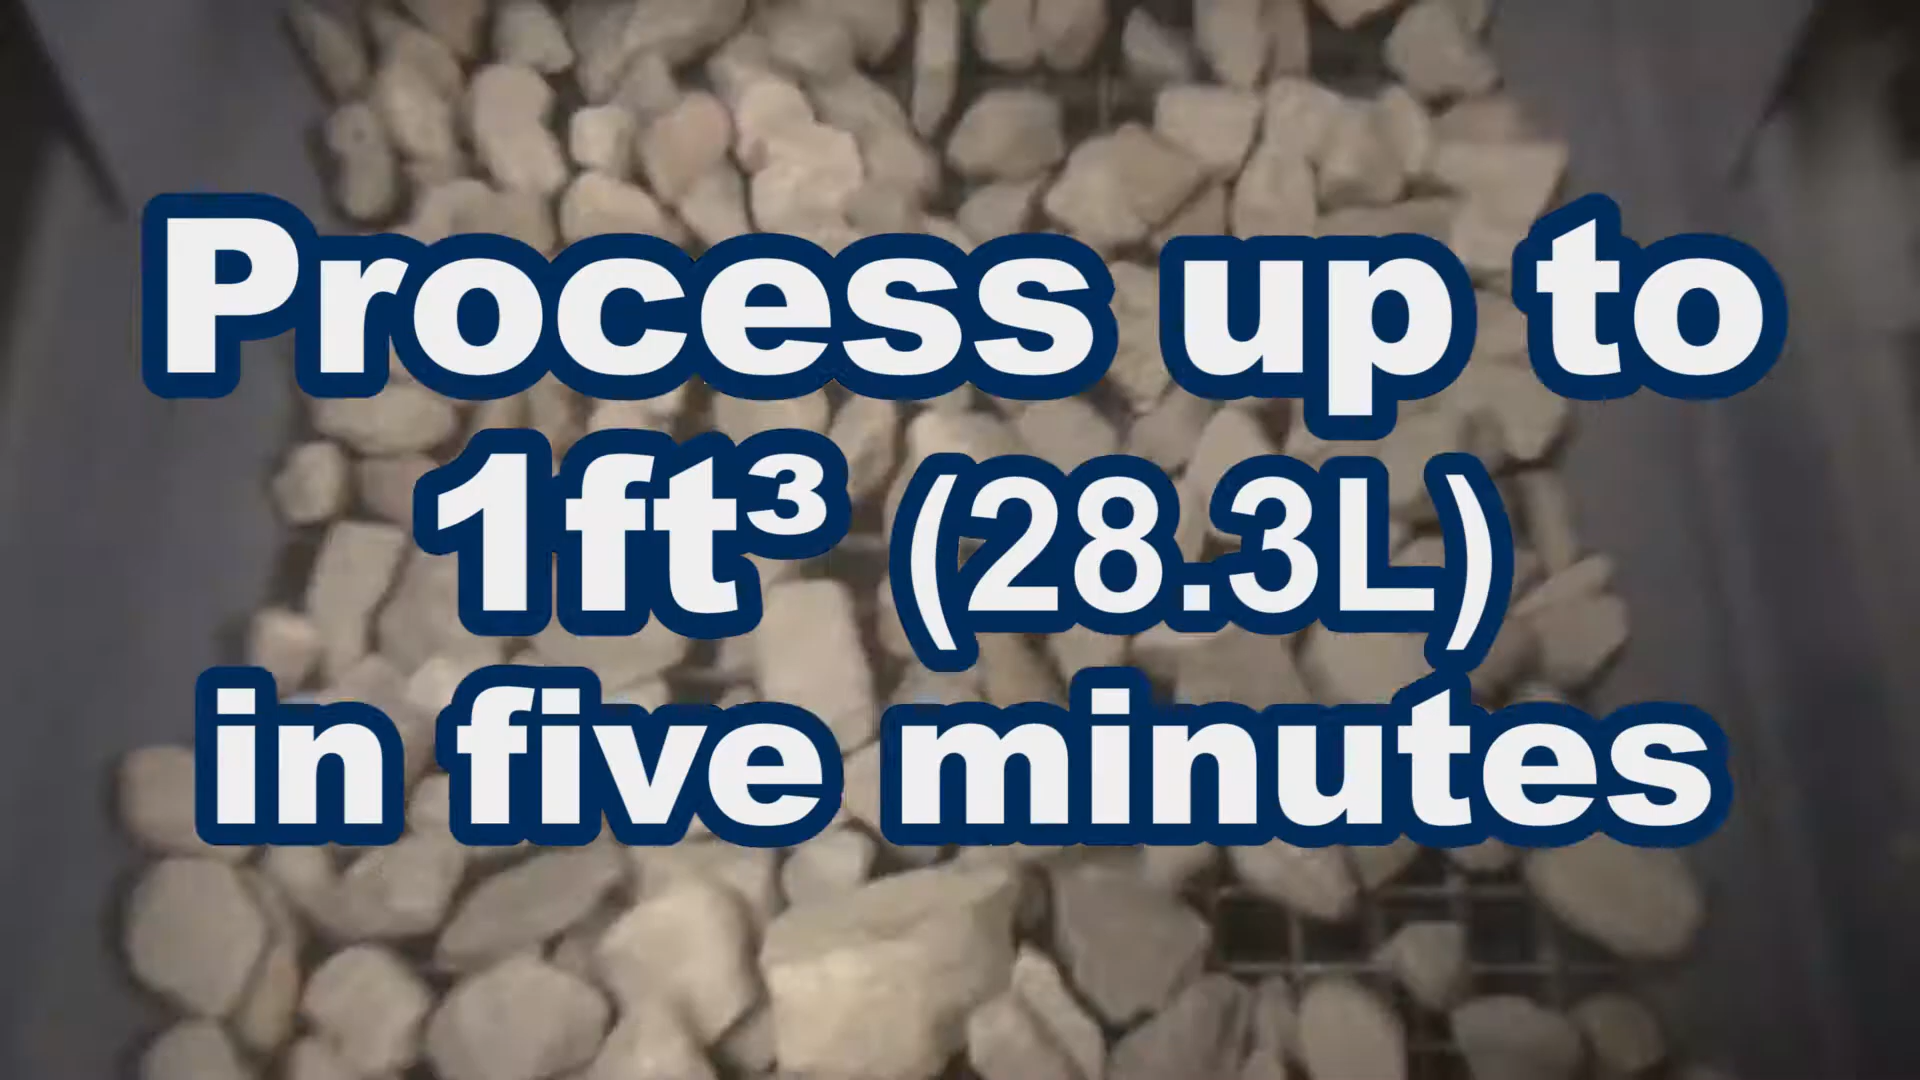 Process up to
1ft³ (28.3L)
in five minutes